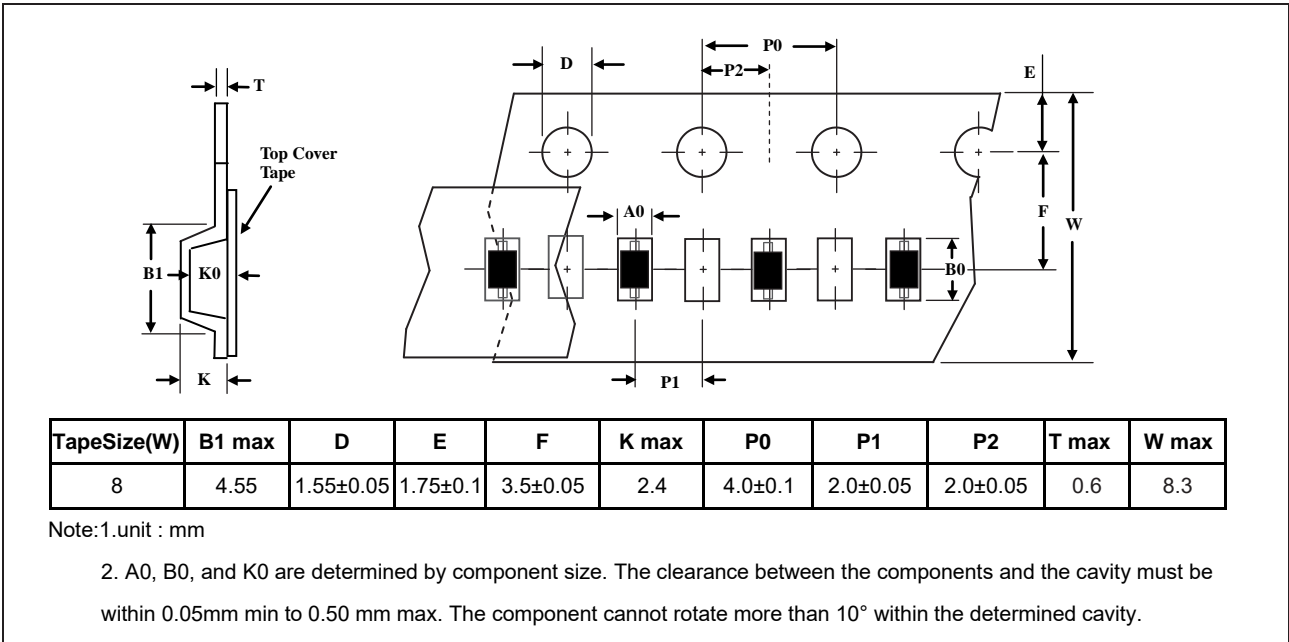 P0
D
P2
E
T
Top Cover
Tape
A0
F
W
B1
K0
B0
K
P1
TapeSize(W) B1 max D E F K max P0 P1 P2 T max W max
8 4.55 1.55±0.05 1.75±0.1 3.5±0.05 2.4 4.0±0.1 2.0±0.05 2.0±0.05 0.6 8.3
Note:1.unit : mm
2. A0, B0, and K0 are determined by component size. The clearance between the components and the cavity must be
within 0.05mm min to 0.50 mm max. The component cannot rotate more than 10° within the determined cavity.